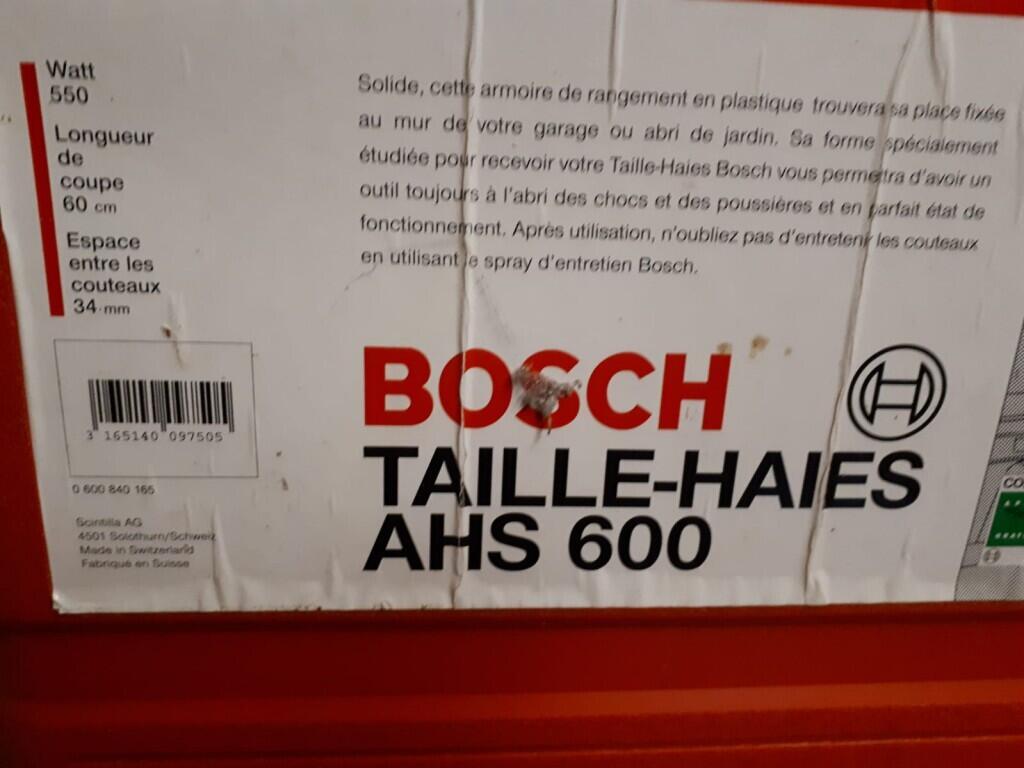 Watt
550
Longueur
de
coupe
60 cm
Espace
entre les
couteaux
34 mm
Solide, cette armoire de rangement en plastique trouvera sa place fixée
au mur de votre garage ou abri de jardin. Sa forme spécialement
étudiée pour recevoir votre Taille-Haies Bosch vous permettra d'avoir un
outil toujours à l'abri des chocs et des poussières et en parfait état de
fonctionnement. Après utilisation, n'oubliez pas d'entretenir les couteaux
en utilisant le spray d'entretien Bosch.
3 165140 097505
0 600 840 165
Scintilla AG
4501 Solothurn/Schweiz
Made in Switzerland
Fabriqué en Suisse
BOSCH
TAILLE-HAIES
AHS 600
CO